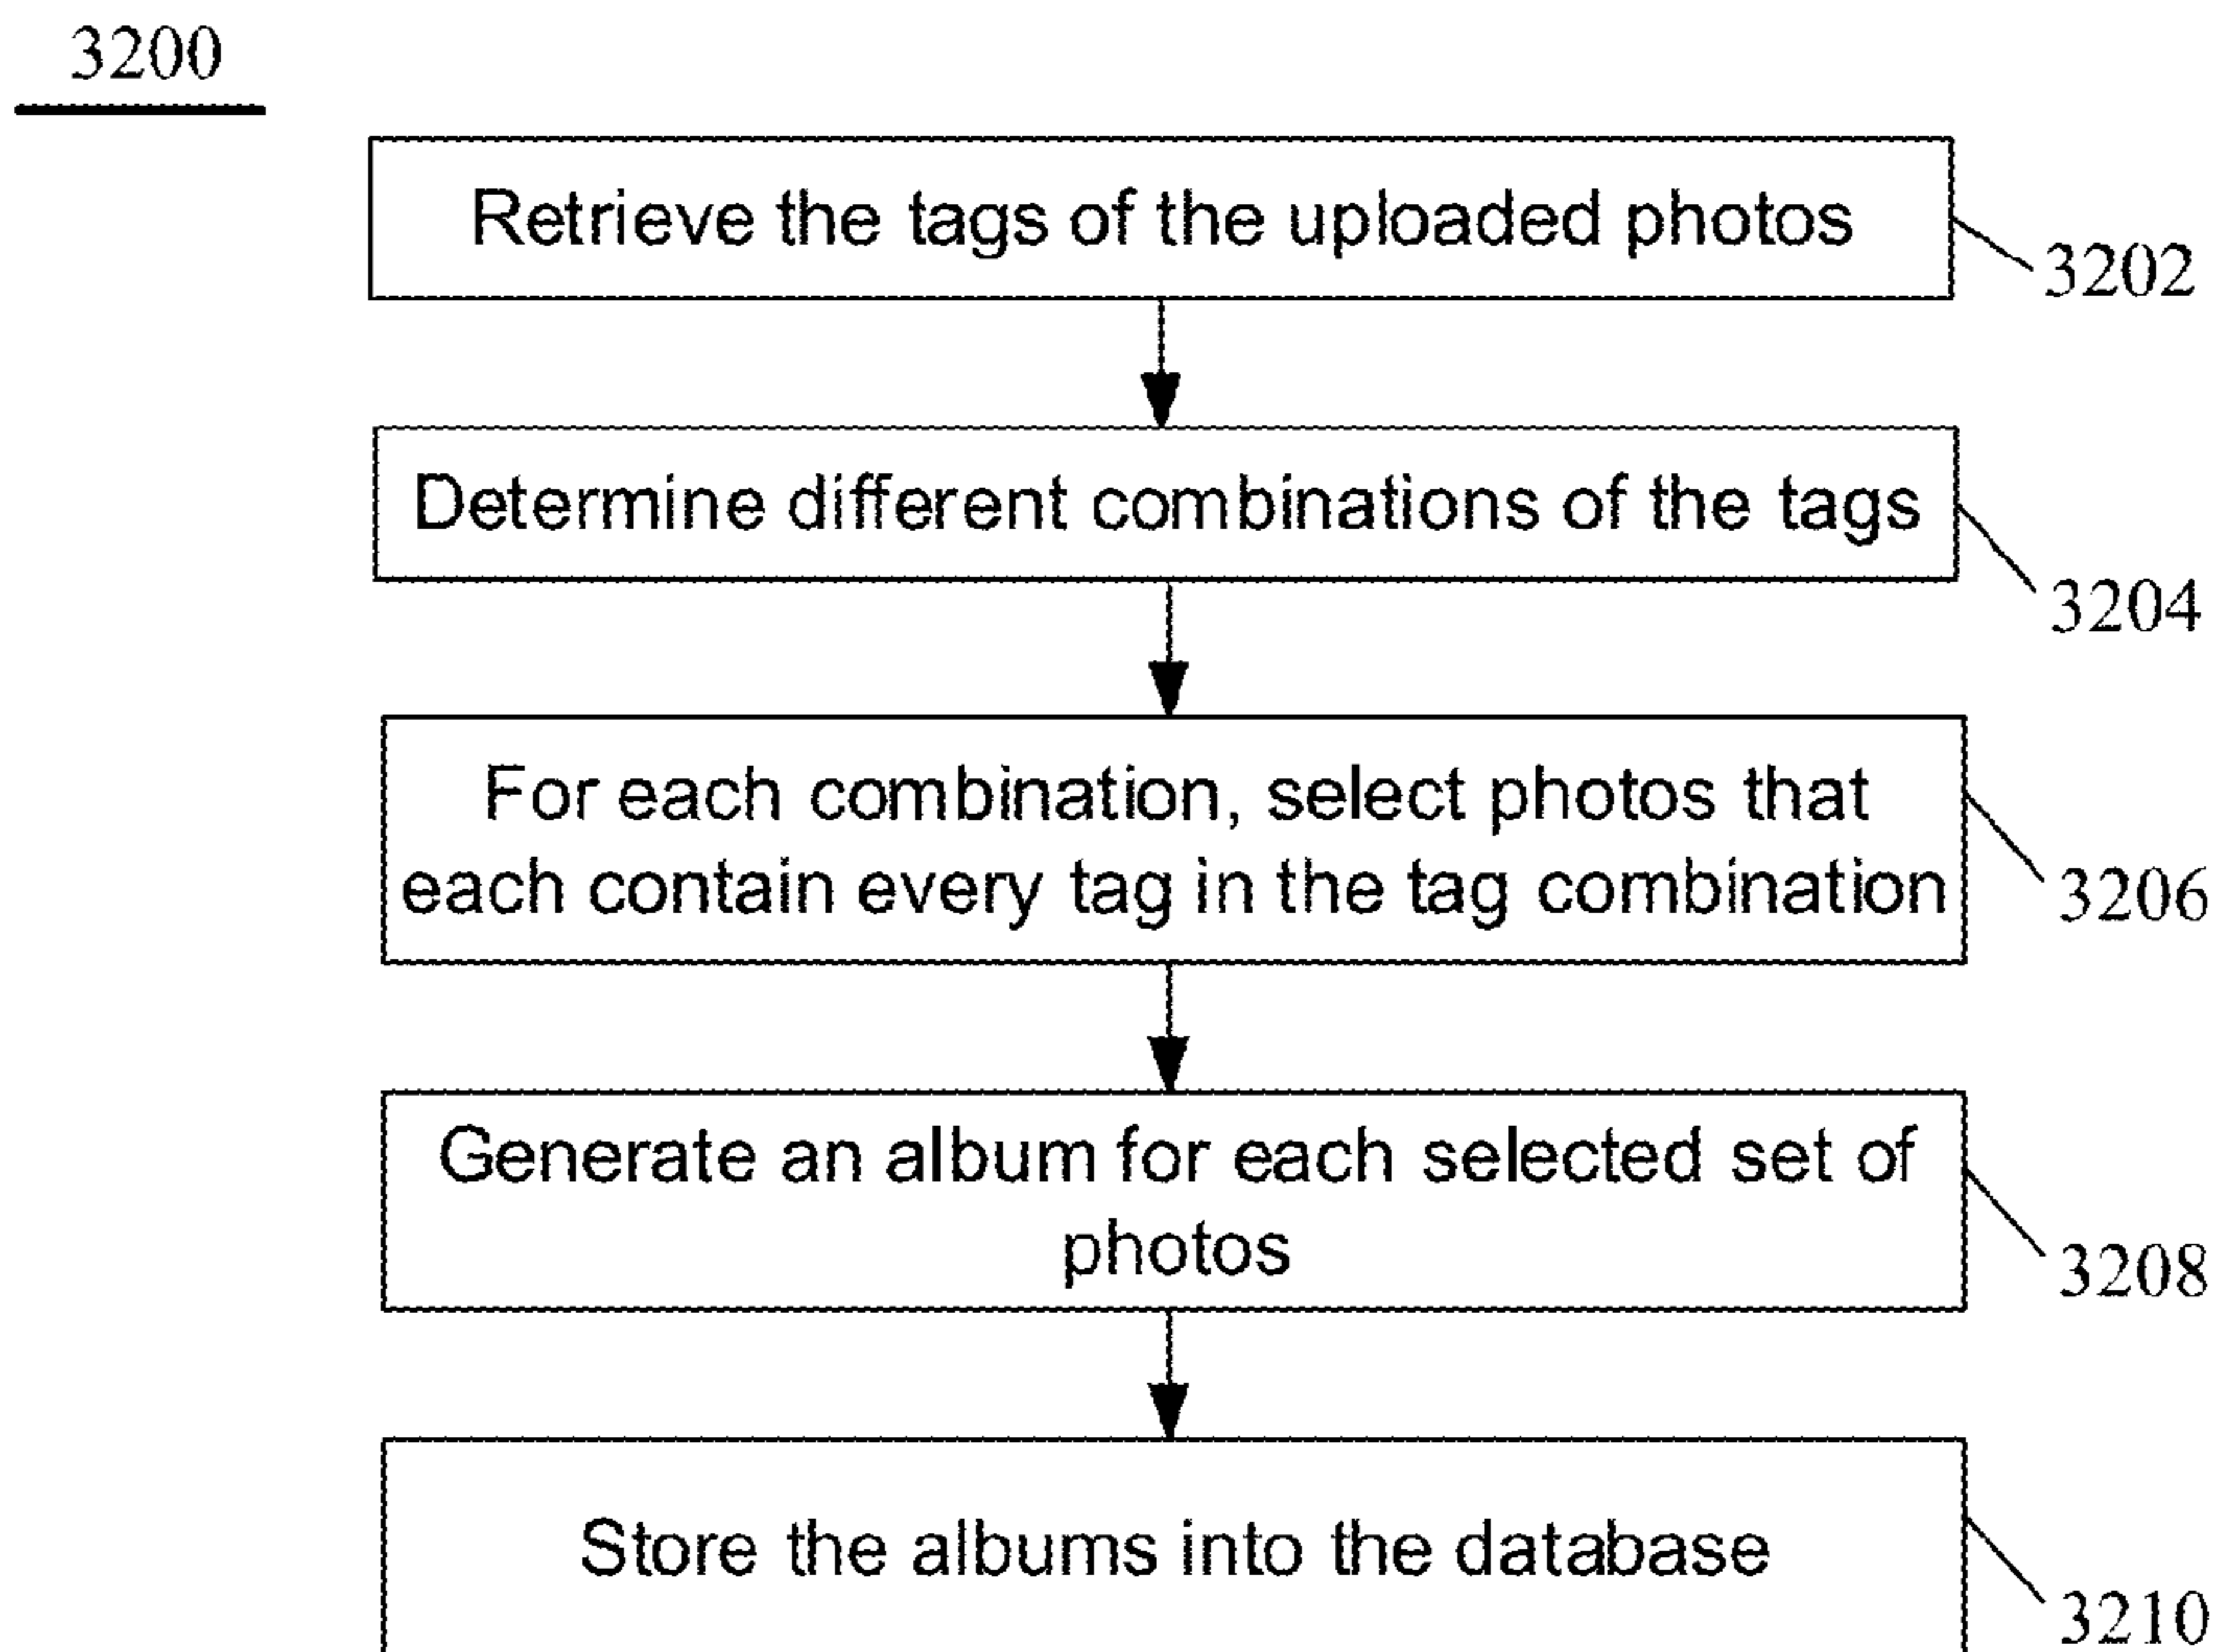 3200
Retrieve the tags of the uploaded photos
3202
Determine different combinations of the tags
3204
For each combination, select photos that
each contain every tag in the tag combination
3206
Generate an album for each selected set of
photos
3208
Store the albums into the database
3210